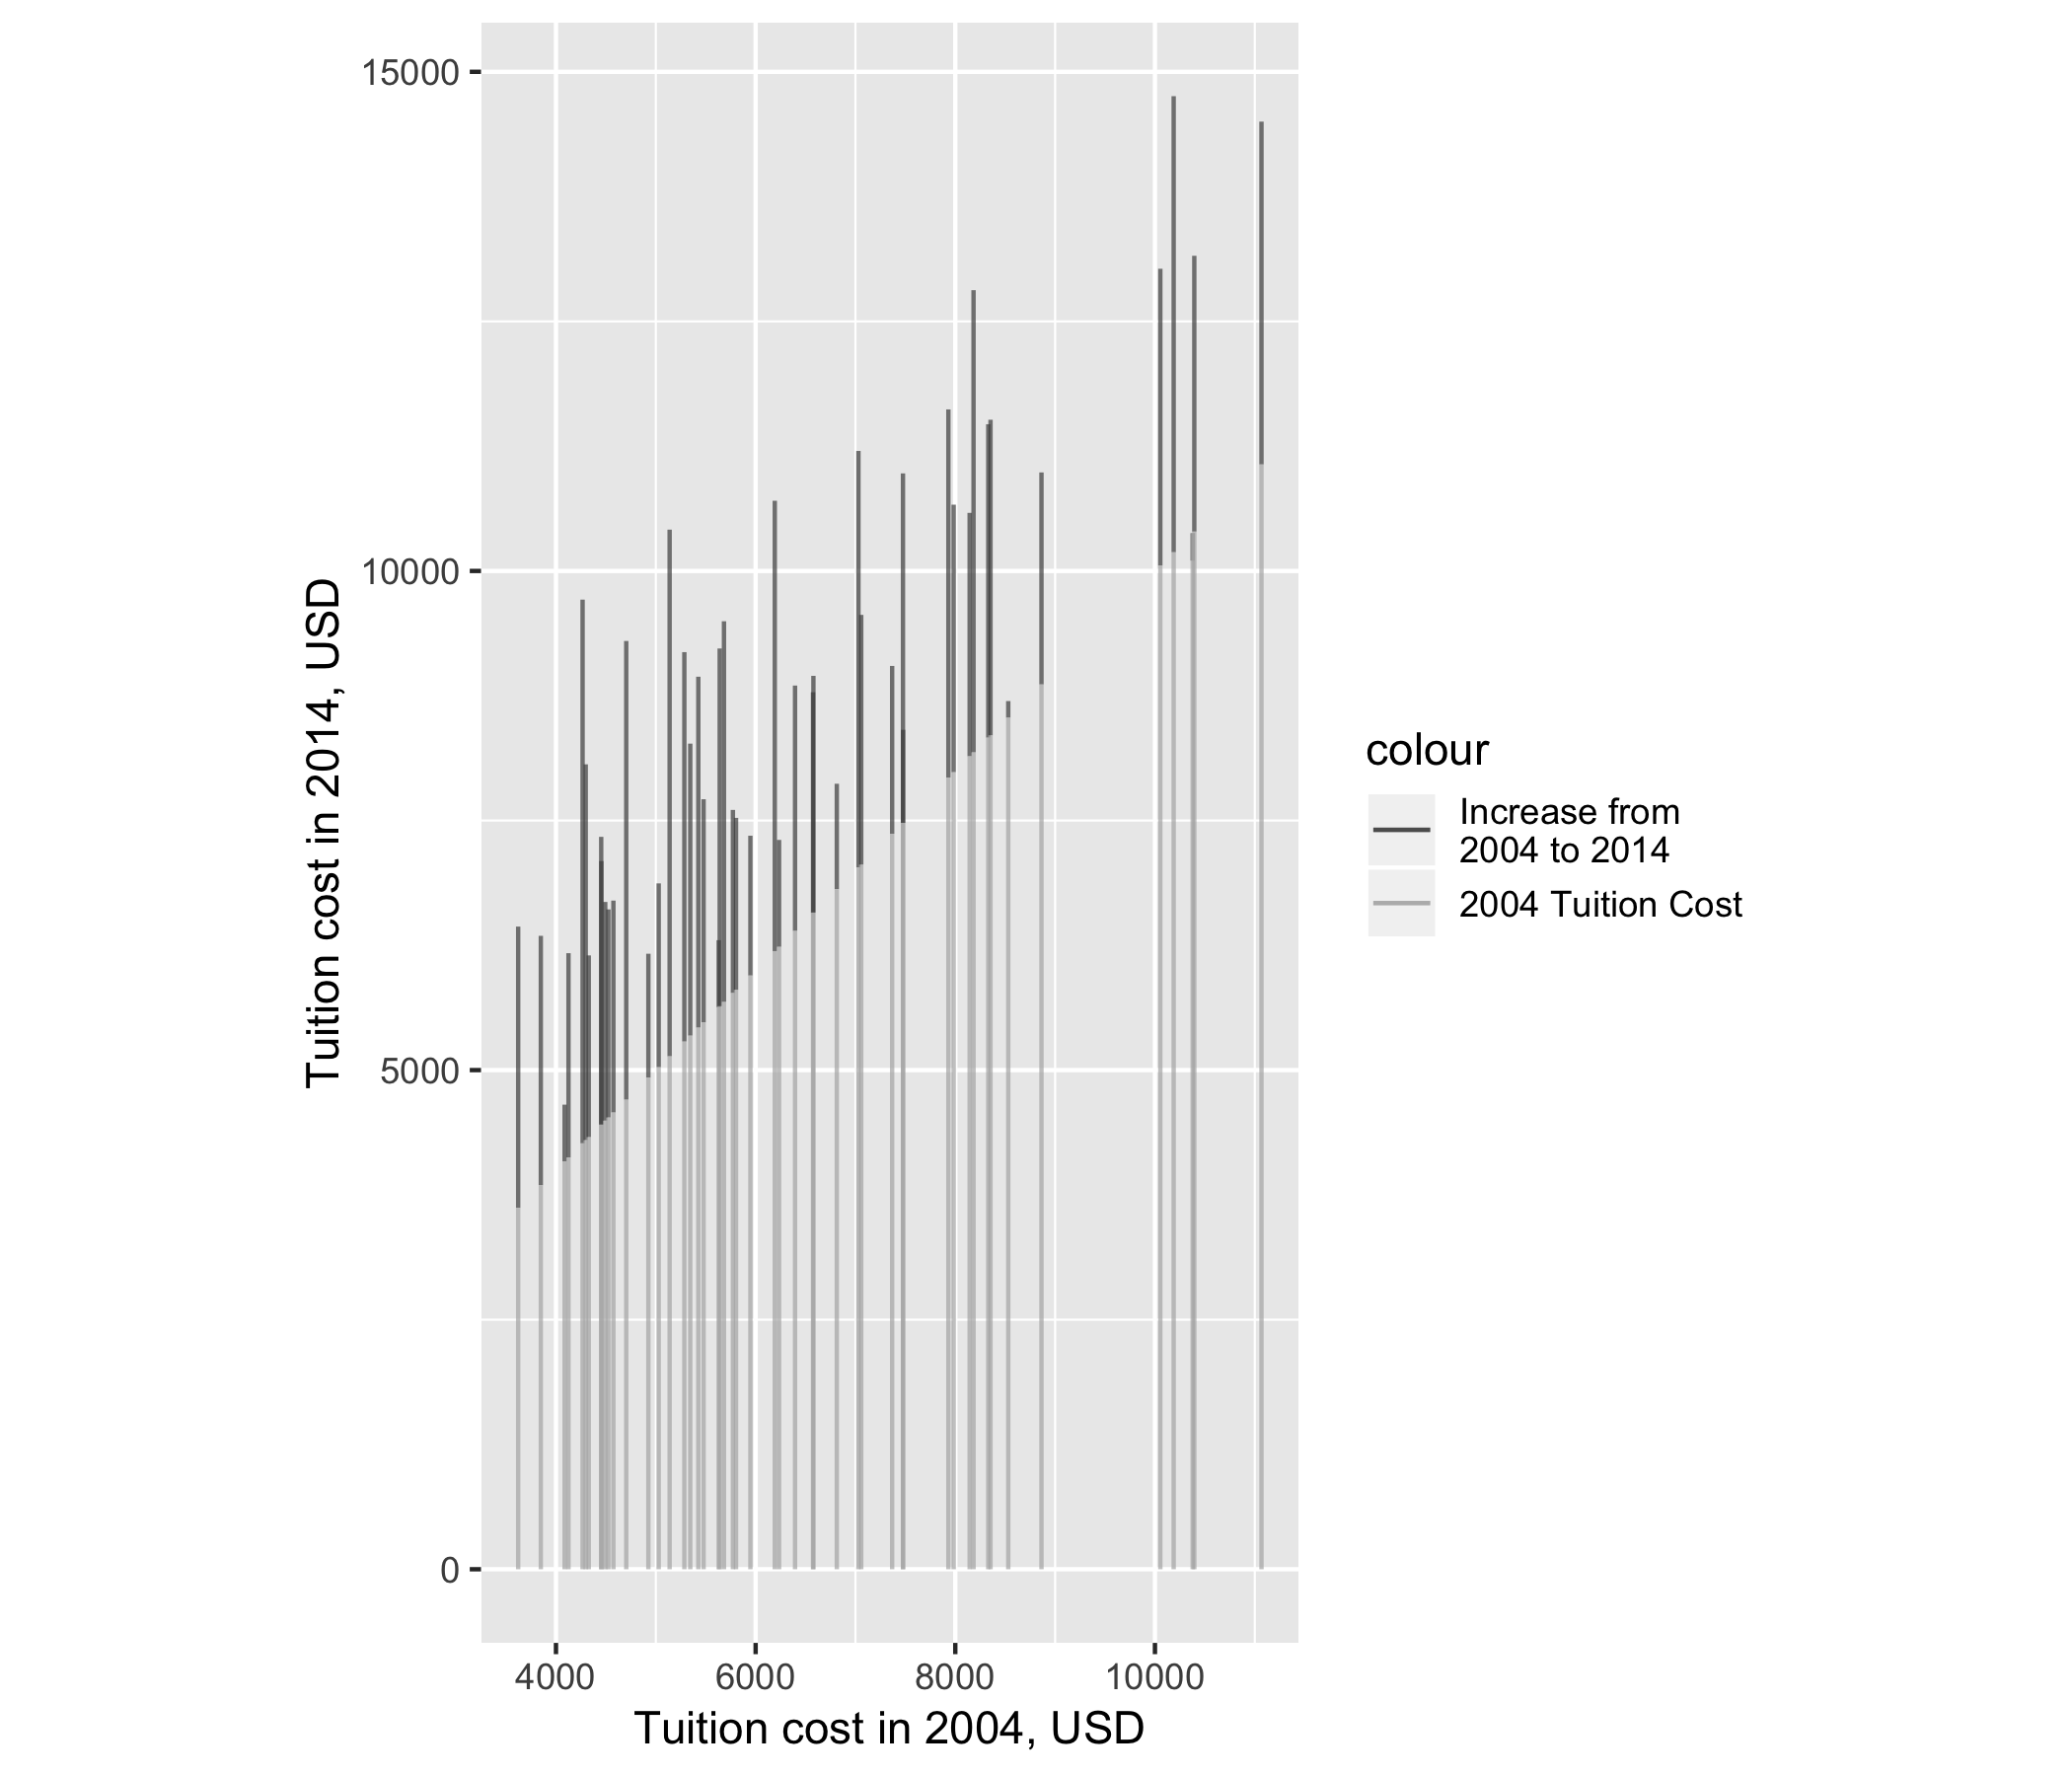 15000
10000
5000
0
Tuition cost in 2014, USD
4000 6000 8000 10000
Tuition cost in 2004, USD
colour
Increase from
2004 to 2014
2004 Tuition Cost